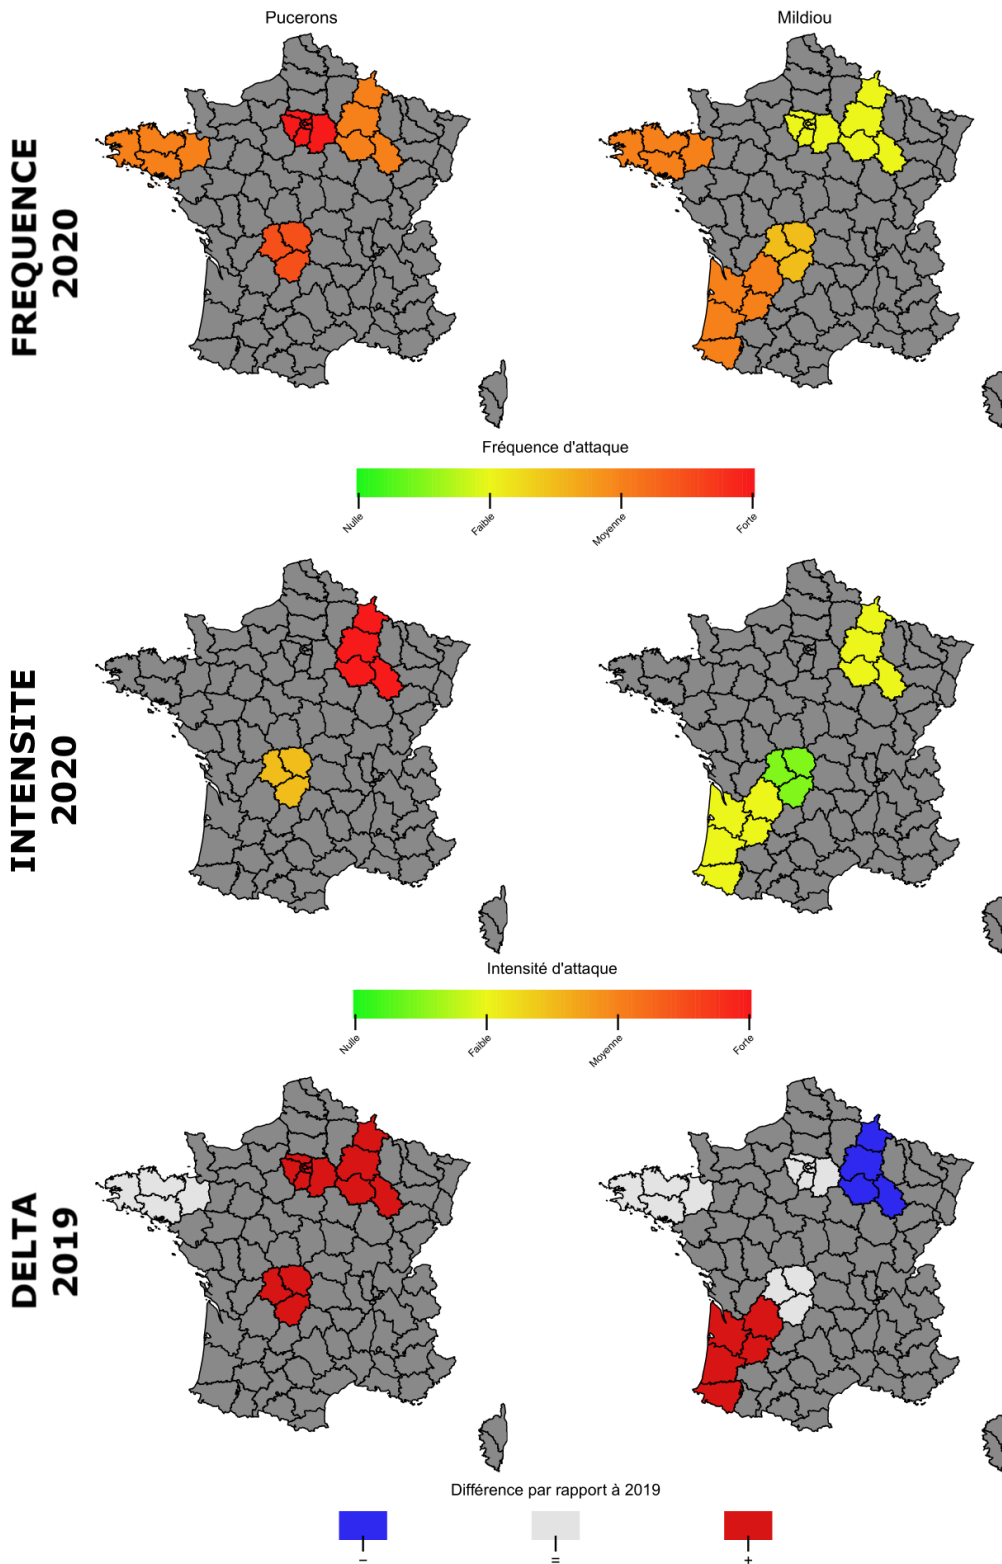 Pucerons
Mildiou
FREQUENCE
2020
Fréquence d'attaque
Nulle
Faible
Moyenne
Forte
INTENSITE
2020
Intensité d'attaque
Nulle
Faible
Moyenne
Forte
DELTA
2019
Différence par rapport à 2019
−
=
+